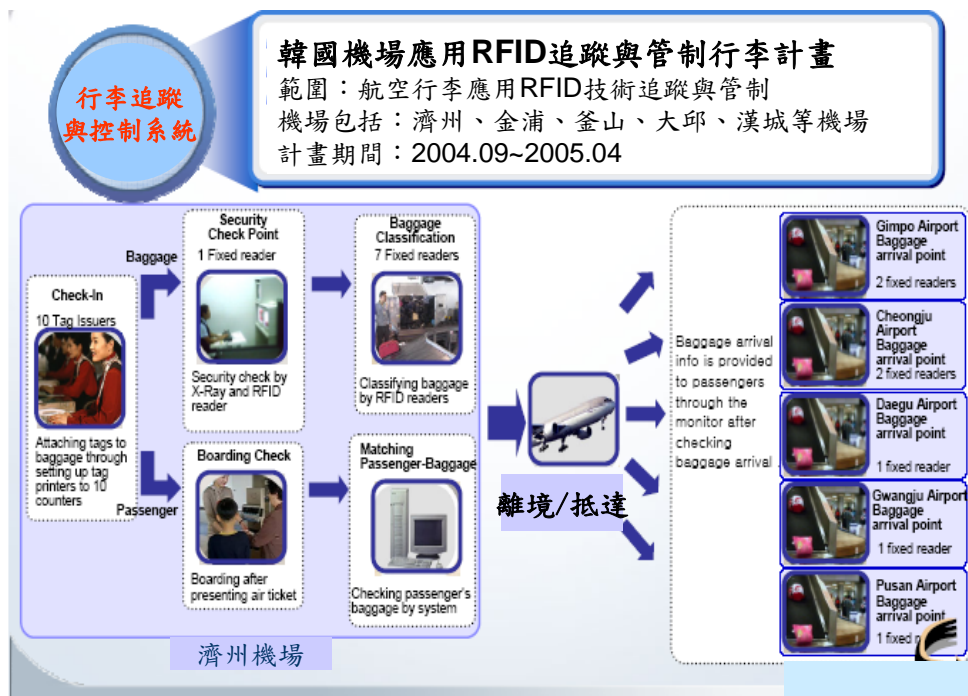 行李追蹤
與控制系統
韓國機場應用RFID追蹤與管制行李計畫
範圍：航空行李應用RFID技術追蹤與管制
機場包括：濟州、金浦、釜山、大邱、漢城等機場
計畫期間：2004.09~2005.04
Check-In
10 Tag Issuers
Attaching tags to
baggage through
setting up tag
printers to 10
counters
Baggage
Passenger
Security
Check Point
1 Fixed reader
Security check by
X-Ray and RFID
reader
Baggage
Classification
7 Fixed readers
Classifying baggage
by RFID readers
Boarding Check
Boarding after
presenting air ticket
Matching
Passenger-Baggage
Checking passenger's
baggage by system
濟州機場
離境/抵達
Baggage arrival
info is provided
to passengers
through the
monitor after
checking
baggage arrival
Gimpo Airport
Baggage
arrival point
2 fixed readers
Cheongju
Airport
Baggage
arrival point
2 fixed readers
Daegu Airport
Baggage
arrival point
1 fixed reader
Gwangju Airport
Baggage
arrival point
1 fixed reader
Pusan Airport
Baggage
arrival point
1 fixed